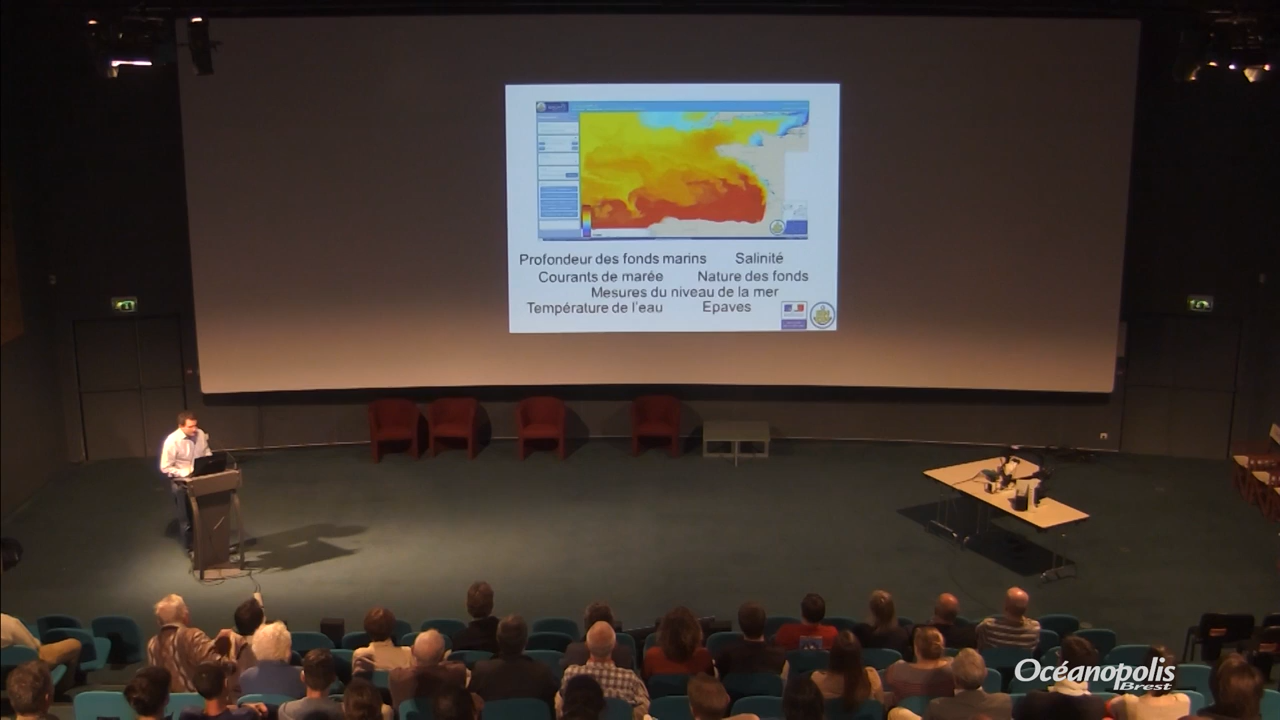 Profondeur des fonds marins Salinité
Courants de marée Nature des fonds
Mesures du niveau de la mer
Température de l'eau Epaves
Océanopolis
Brest